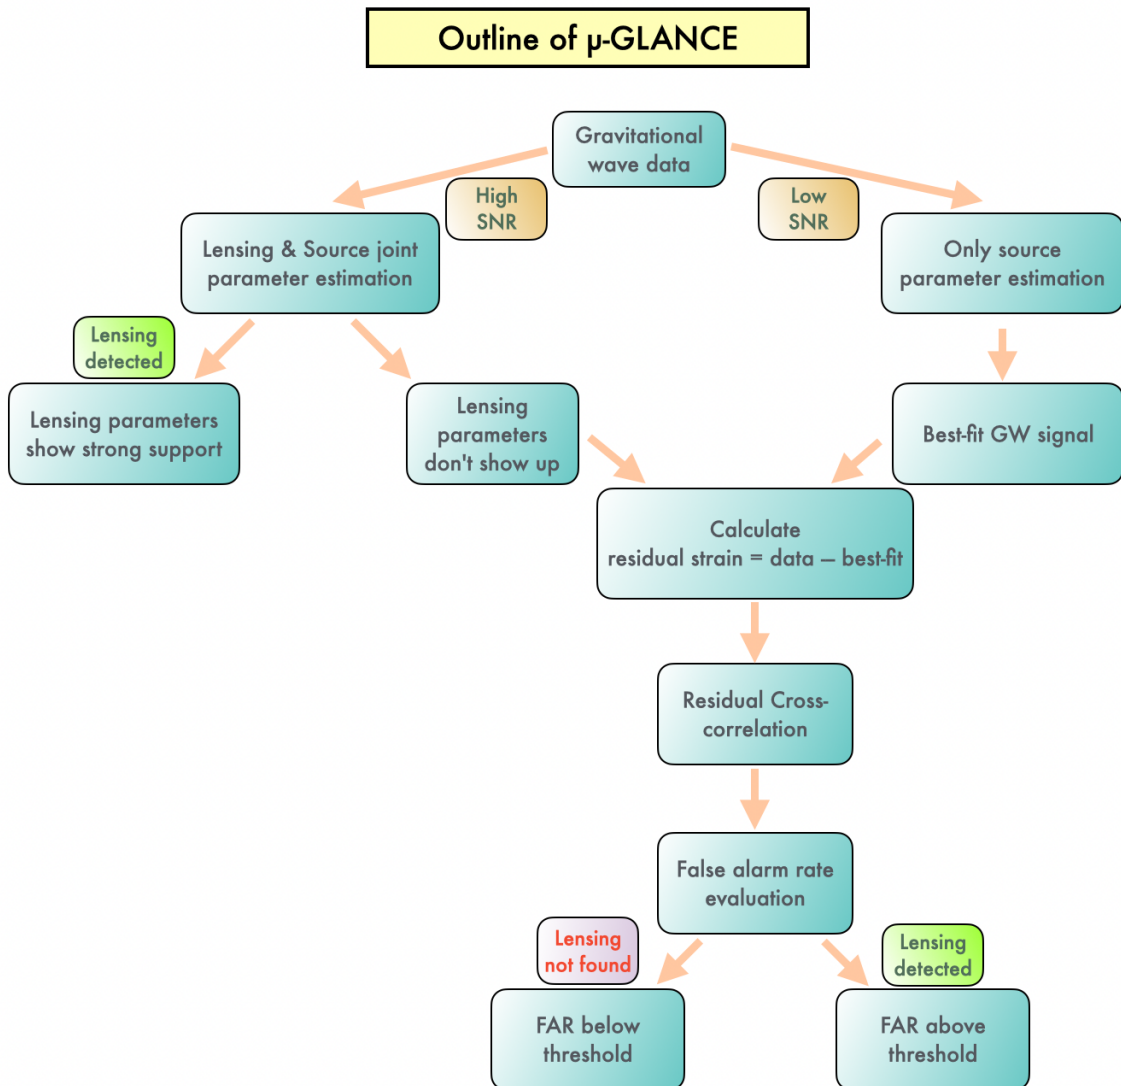 Outline of μ-GLANCE
Gravitational
wave data
High
SNR
Low
SNR
Lensing & Source joint
parameter estimation
Only source
parameter estimation
Lensing
detected
Lensing parameters
show strong support
Lensing
parameters
don't show up
Best-fit GW signal
Calculate
residual strain = data – best-fit
Residual Cross-
correlation
False alarm rate
evaluation
Lensing
not found
Lensing
detected
FAR below
threshold
FAR above
threshold